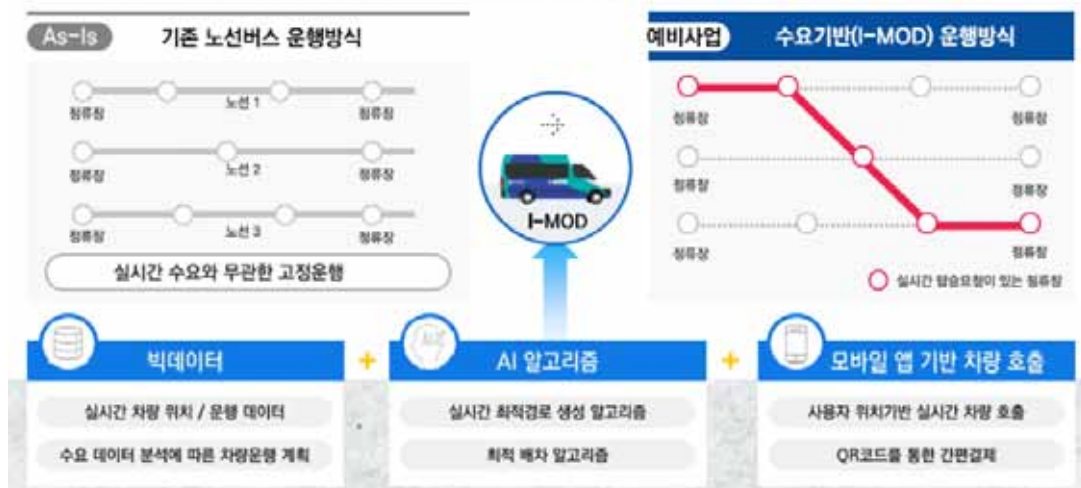 As-Is 기존 노선버스 운행방식
정류장 노선 1 정류장
정류장 노선 2 정류장
정류장 노선 3 정류장
실시간 수요와 무관한 고정운행
I-MOD
예비사업 수요기반(I-MOD) 운행방식
정류장 정류장
정류장 정류장
정류장 정류장
실시간 탑승요청이 있는 정류장
빅데이터
실시간 차량 위치 / 운행 데이터
수요 데이터 분석에 따른 차량운행 계획
+
AI 알고리즘
실시간 최적경로 생성 알고리즘
최적 배차 알고리즘
+
모바일 앱 기반 차량 호출
사용자 위치기반 실시간 차량 호출
QR코드를 통한 간편결제